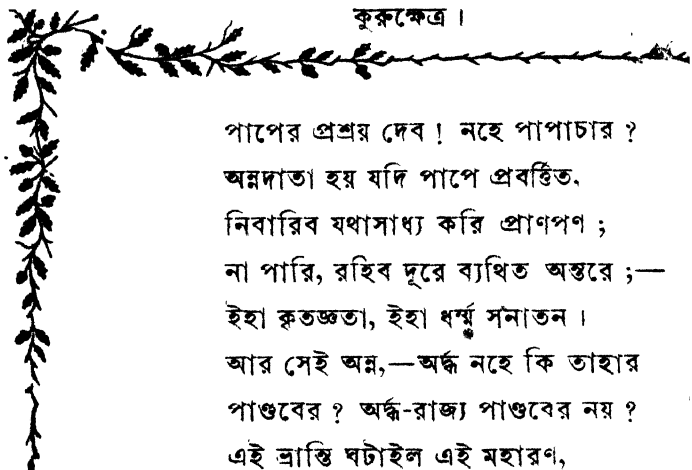 কুরুক্ষেত্র।
পাপের প্রশ্রয় দেব! নহে পাপাচার?
অন্নদাতা হয় যদি পাপে প্রবর্ত্তিত,
নিবারিব যথাসাধ্য করি প্রাণপণ;
না পারি, রহিব দূরে ব্যথিত অন্তরে;—
ইহা কৃতজ্ঞতা, ইহা ধর্ম্ম সনাতন।
আর সেই অন্ন,—অর্দ্ধ নহে কি তাহার
পাণ্ডবের? অর্দ্ধ-রাজ্য পাণ্ডবের নয়?
এই ভ্রান্তি ঘটাইল এই মহারণ,